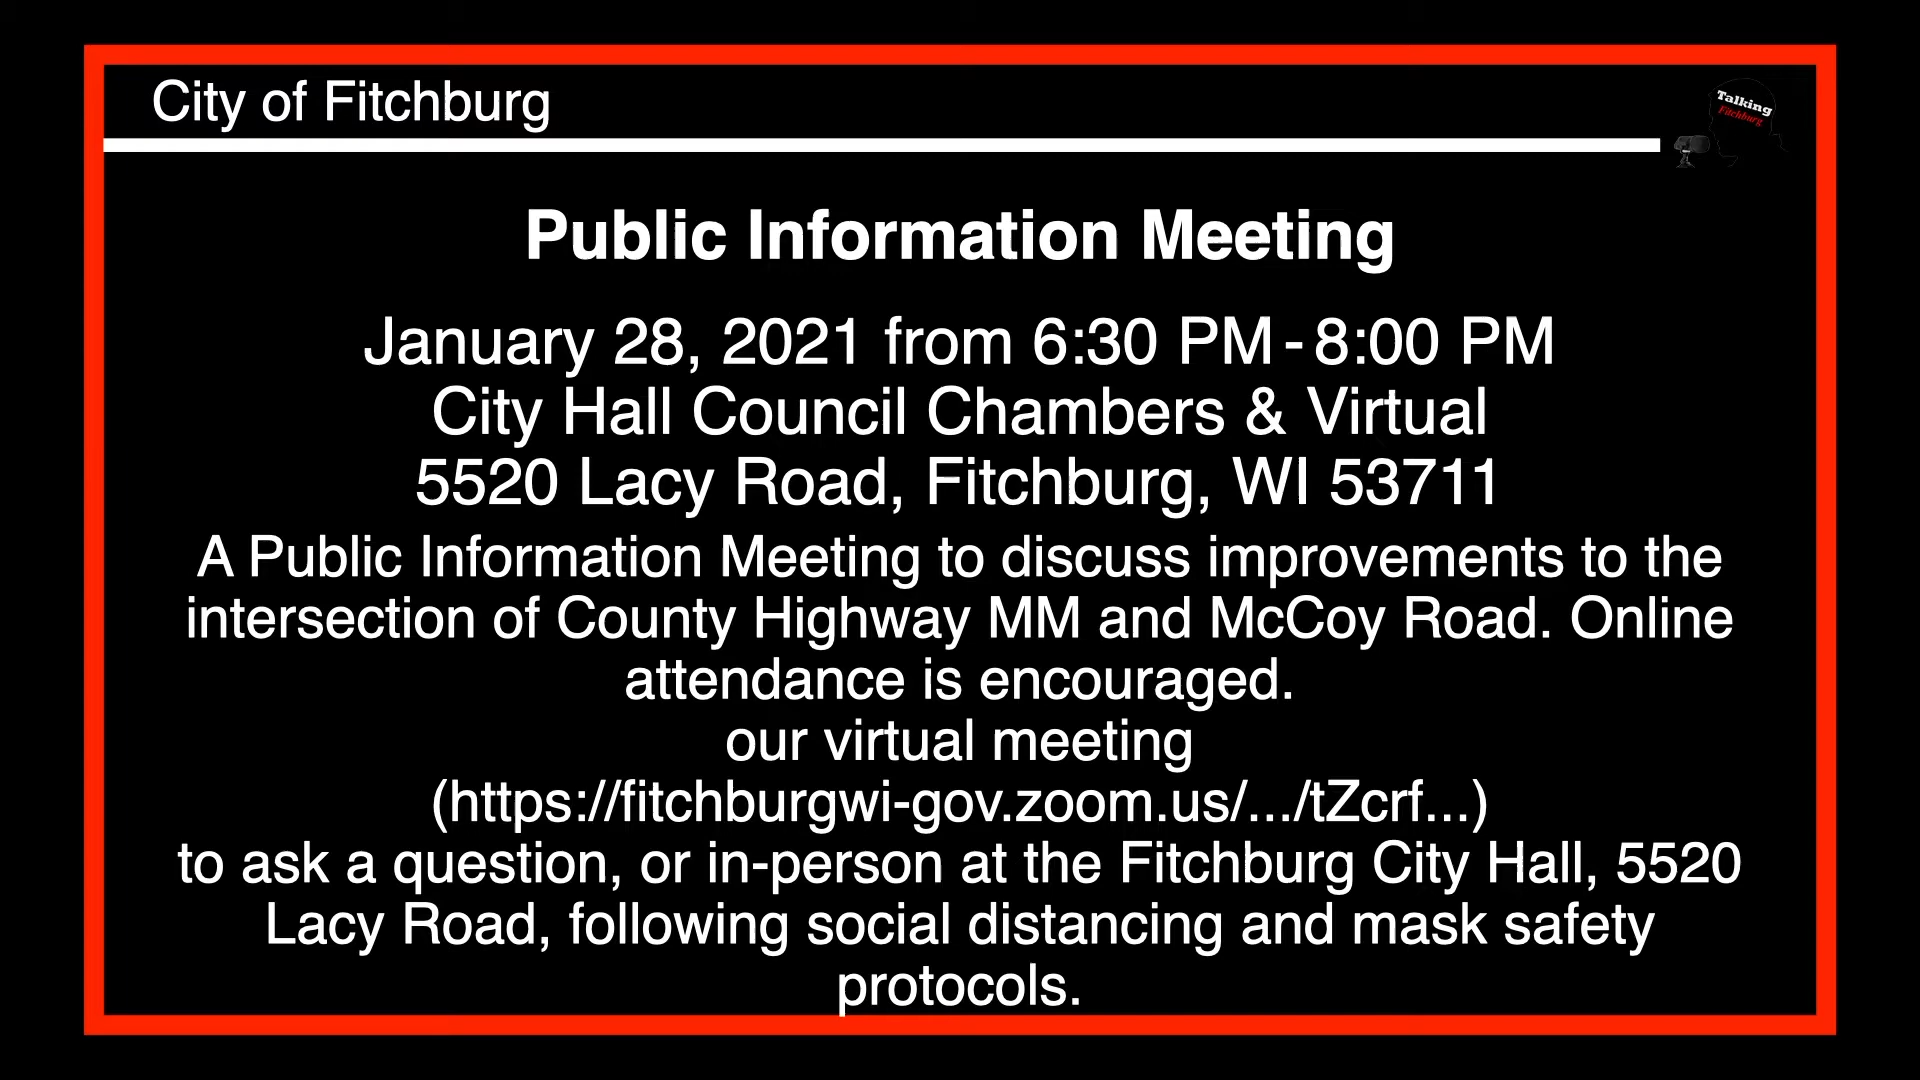 City of Fitchburg
Talking
Fitchburg
Public Information Meeting
January 28, 2021 from 6:30 PM - 8:00 PM
City Hall Council Chambers & Virtual
5520 Lacy Road, Fitchburg, WI 53711
A Public Information Meeting to discuss improvements to the
intersection of County Highway MM and McCoy Road. Online
attendance is encouraged.
our virtual meeting
(https://fitchburgwi-gov.zoom.us/.../tZcrf...)
to ask a question, or in-person at the Fitchburg City Hall, 5520
Lacy Road, following social distancing and mask safety
protocols.